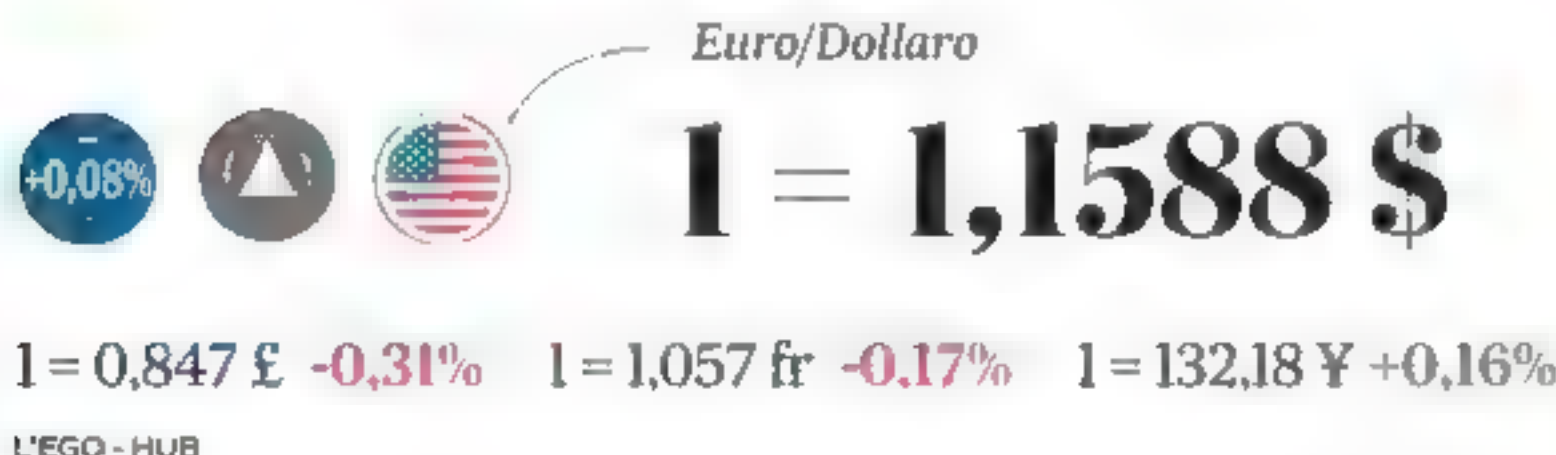 Euro/Dollaro
+0,08%
1 = 1,1588 $
1 = 0,847 £ -0,31% 1 = 1,057 fr -0,17% 1 = 132,18 ¥ +0,16%
L'EGO - HUB